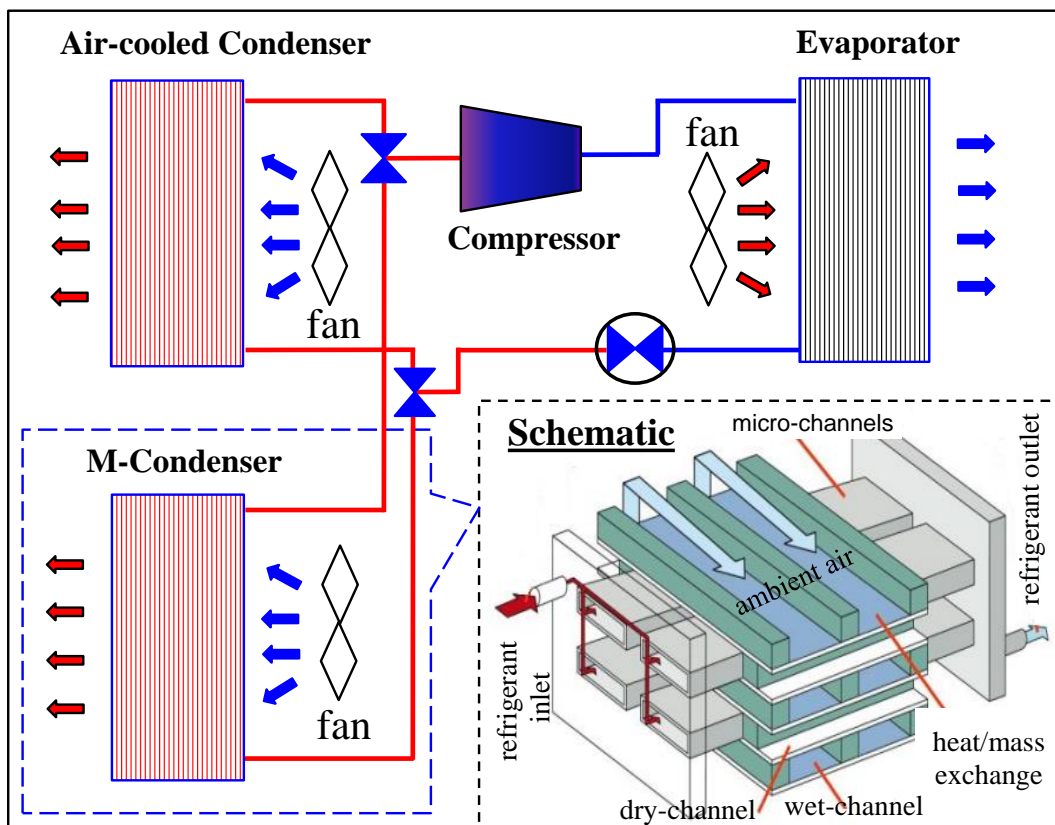 Air-cooled Condenser
Evaporator
fan
fan
Compressor
M-Condenser
fan
Schematic
micro-channels
refrigerant outlet
ambient air
refrigerant
inlet
heat/mass
exchange
dry-channel
wet-channel